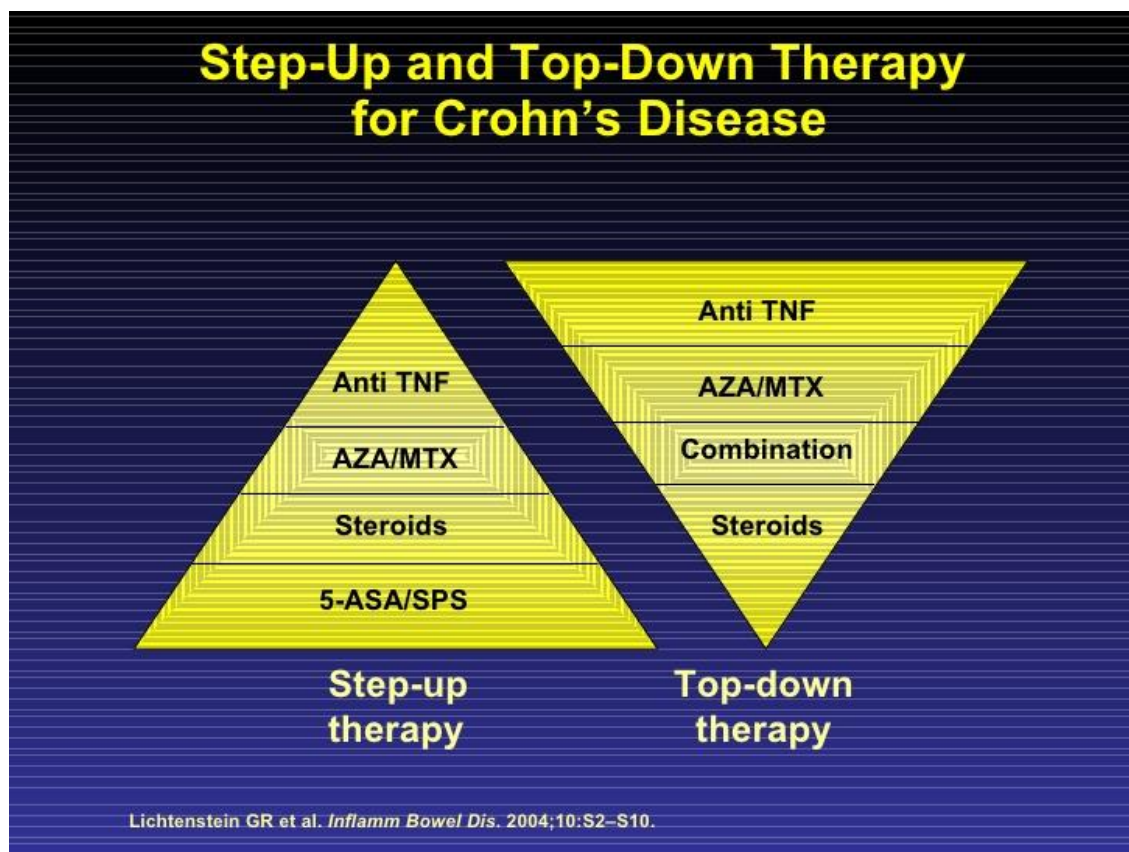 Step-Up and Top-Down Therapy
for Crohn’s Disease
Anti TNF
AZA/MTX
Steroids
5-ASA/SPS
Step-up
therapy
Anti TNF
AZA/MTX
Combination
Steroids
Top-down
therapy
Lichtenstein GR et al. Inflamm Bowel Dis. 2004;10:S2–S10.